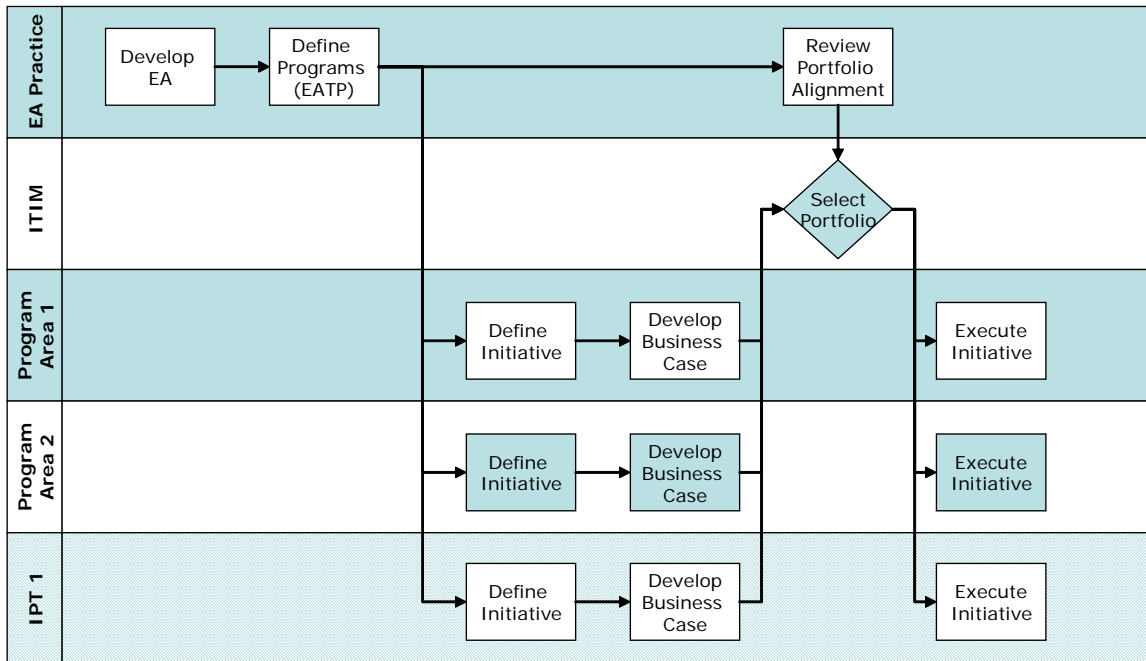 EA Practice
Develop
EA
Define
Programs
(EATP)
Review
Portfolio
Alignment
ITIM
Select
Portfolio
Program
Area 1
Define
Initiative
Develop
Business
Case
Execute
Initiative
Program
Area 2
Define
Initiative
Develop
Business
Case
Execute
Initiative
IPT 1
Define
Initiative
Develop
Business
Case
Execute
Initiative